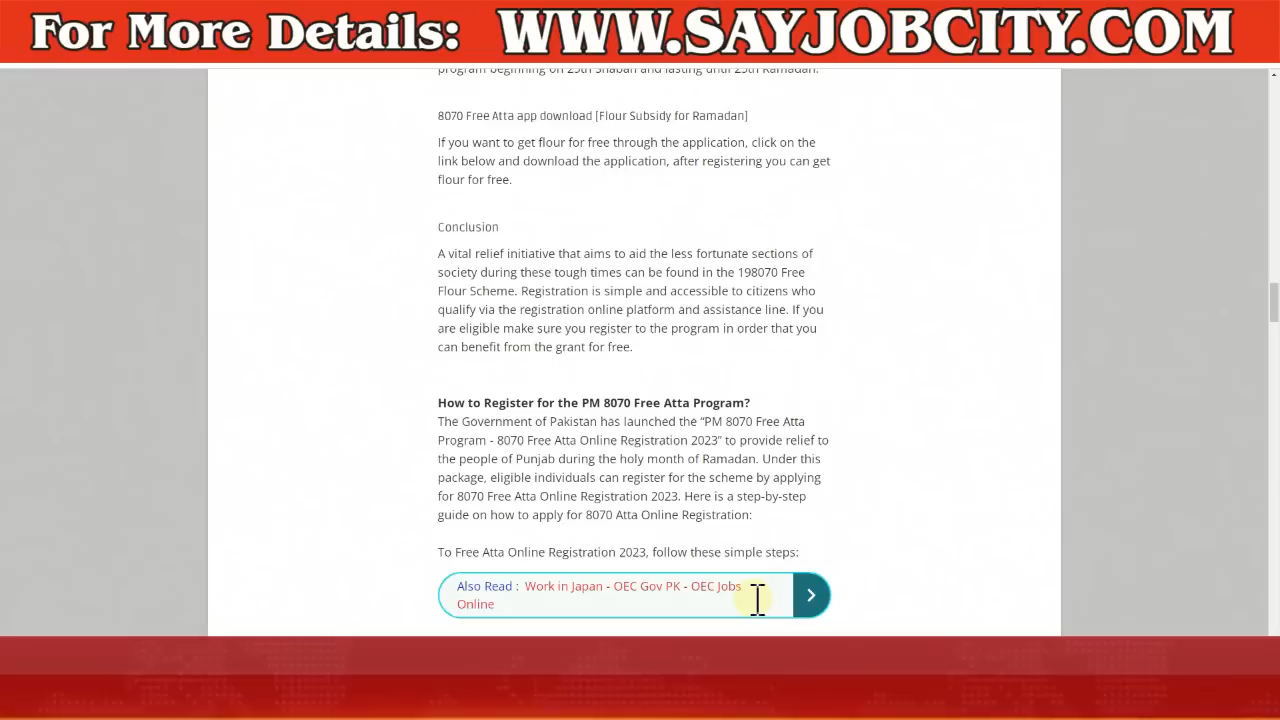 For More Details: WWW.SAYJOBCITY.COM
program beginning on 25th Shaban and lasting until 25th Ramadan.
8070 Free Atta app download [Flour Subsidy for Ramadan]
If you want to get flour for free through the application, click on the
link below and download the application, after registering you can get
flour for free.
Conclusion
A vital relief initiative that aims to aid the less fortunate sections of
society during these tough times can be found in the 198070 Free
Flour Scheme. Registration is simple and accessible to citizens who
qualify via the registration online platform and assistance line. If you
are eligible make sure you register to the program in order that you
can benefit from the grant for free.
How to Register for the PM 8070 Free Atta Program?
The Government of Pakistan has launched the “PM 8070 Free Atta
Program - 8070 Free Atta Online Registration 2023” to provide relief to
the people of Punjab during the holy month of Ramadan. Under this
package, eligible individuals can register for the scheme by applying
for 8070 Free Atta Online Registration 2023. Here is a step-by-step
guide on how to apply for 8070 Atta Online Registration:
To Free Atta Online Registration 2023, follow these simple steps:
Also Read : Work in Japan - OEC Gov PK - OEC Jobs
Online